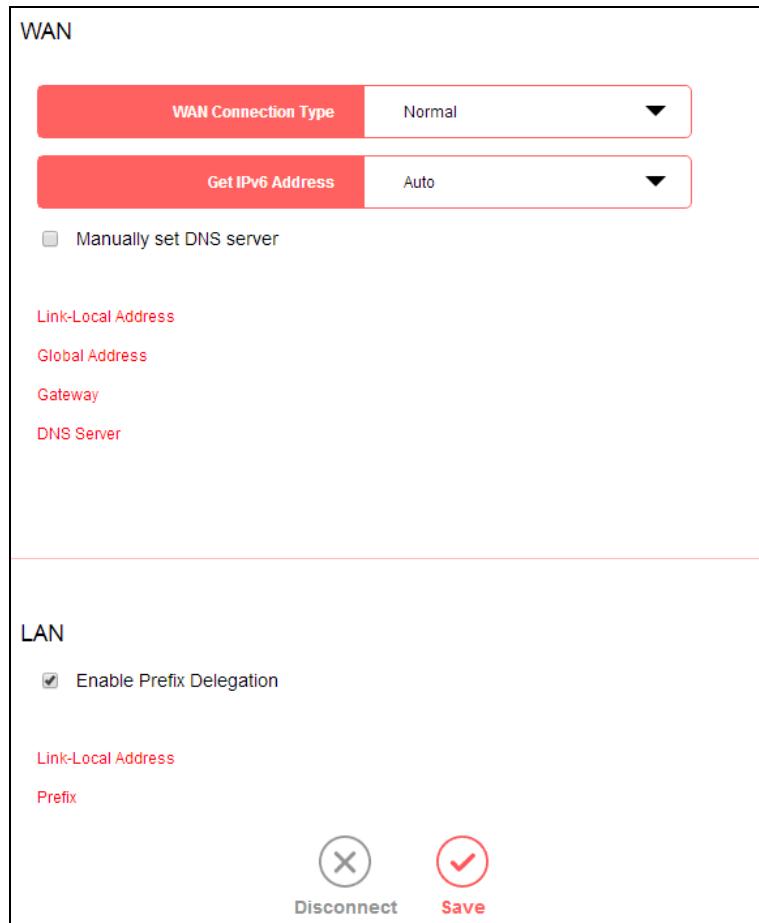 WAN
WAN Connection Type Normal
Get IPv6 Address Auto
Manually set DNS server
Link-Local Address
Global Address
Gateway
DNS Server
LAN
Enable Prefix Delegation
Link-Local Address
Prefix
Disconnect Save